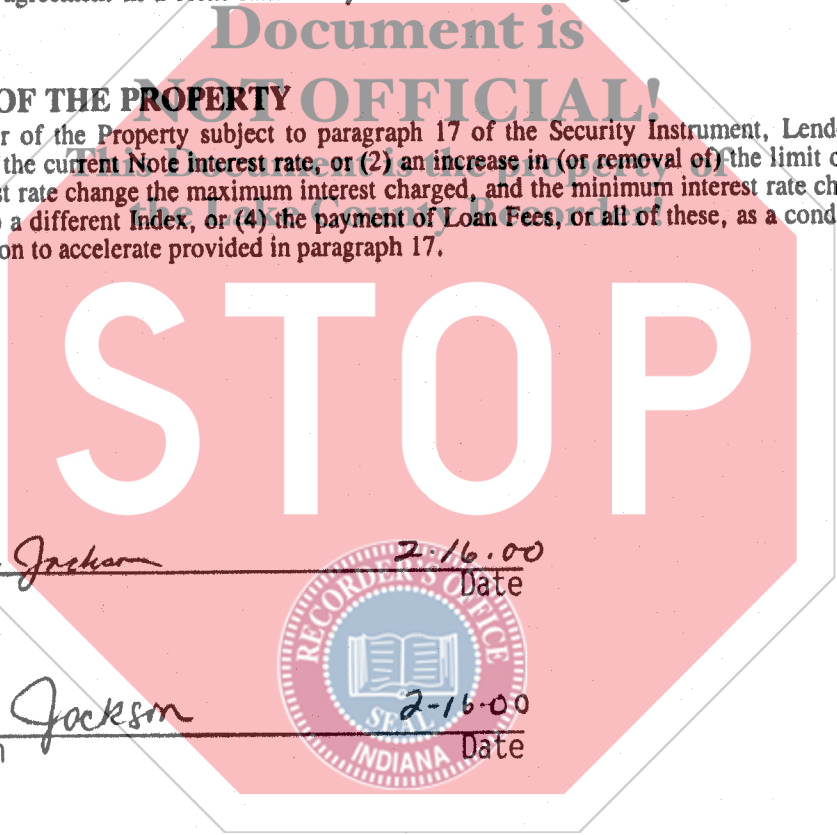 Document is
NOT OFFICIAL!
This Document is the property of
the Lake County Recorder!
OF THE PROPERTY
r of the Property subject to paragraph 17 of the Security Instrument, Lend
the current Note interest rate, or (2) an increase in (or removal of) the limit o
st rate change the maximum interest charged, and the minimum interest rate ch
a different Index, or (4) the payment of Loan Fees, or all of these, as a cond
on to accelerate provided in paragraph 17.
STOP
Jackson 2-16.00
Date
RECORDER'S OFFICE
SEAL
INDIANA
Jackson 2-16-00
Date